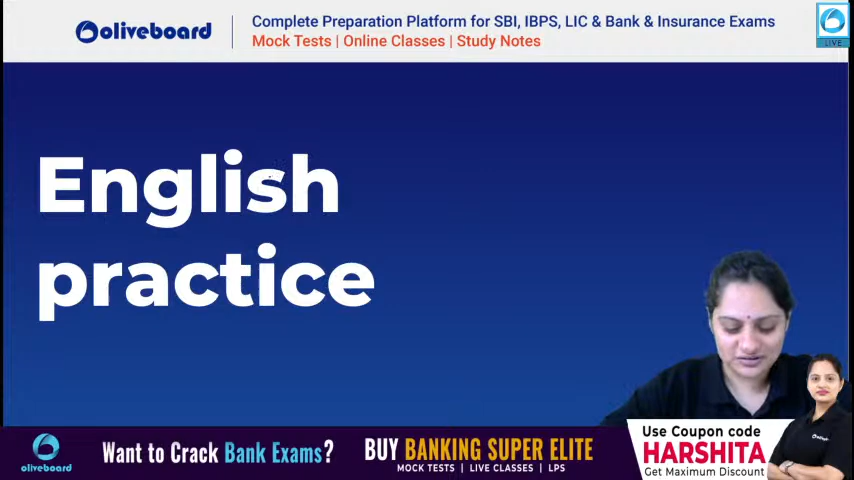 oliveboard
Complete Preparation Platform for SBI, IBPS, LIC & Bank & Insurance Exams
Mock Tests | Online Classes | Study Notes
LIVE
English
practice
oliveboard
Want to Crack Bank Exams?
BUY BANKING SUPER ELITE
MOCK TESTS | LIVE CLASSES | LPS
Use Coupon code
HARSHITA
Get Maximum Discount